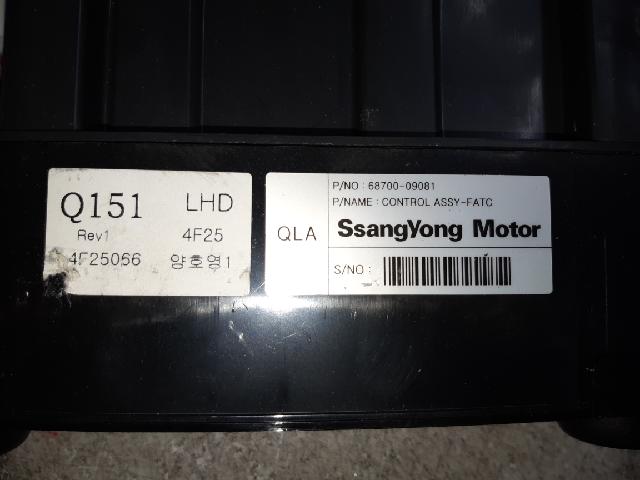 Q151 LHD
Rev1 4F25
4F25066 양호영1
P/NO : 68700-09081
P/NAME : CONTROL ASSY-FATC
QLA SsangYong Motor
S/NO :